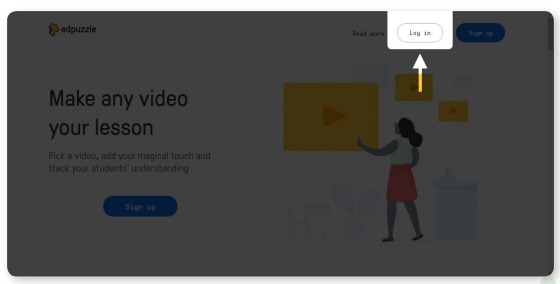 edpuzzle
Read more
Log in
Sign up
Make any video
your lesson
Pick a video, add your magical touch and
track your students' understanding
Sign up